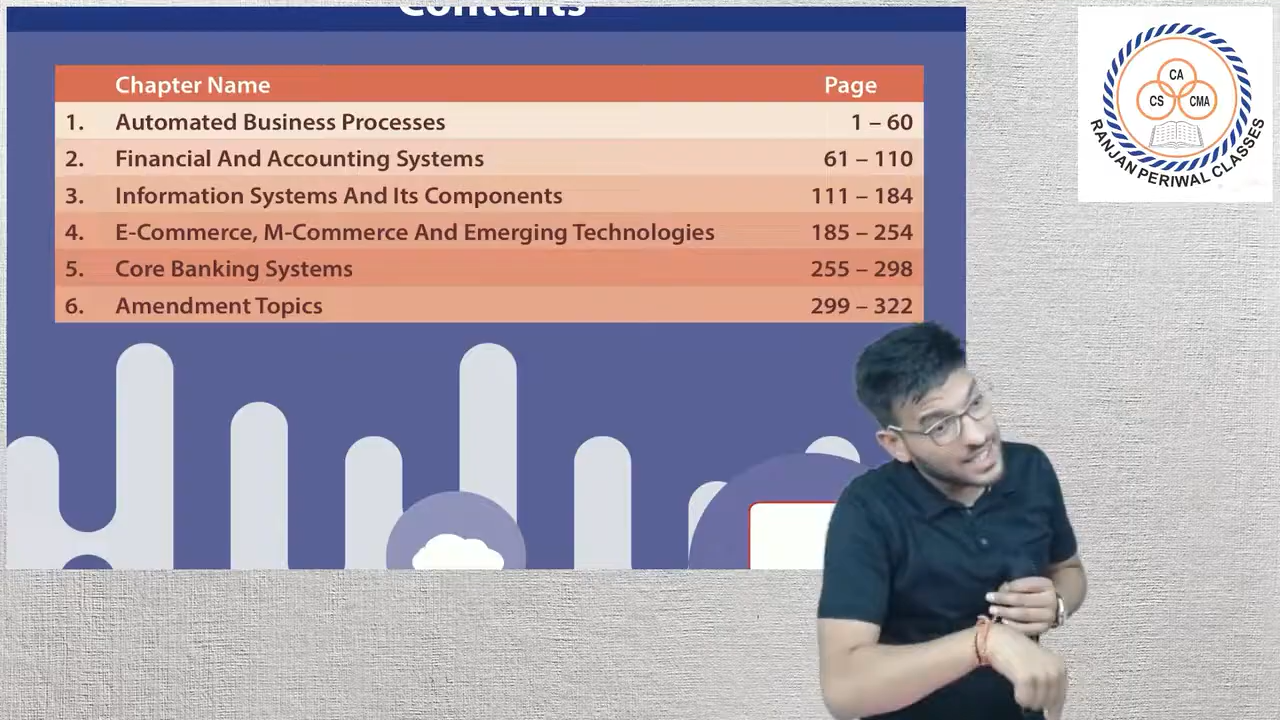 Contents
Chapter Name Page
1. Automated Business Processes 1 – 60
2. Financial And Accounting Systems 61 – 110
3. Information Systems And Its Components 111 – 184
4. E-Commerce, M-Commerce And Emerging Technologies 185 – 254
5. Core Banking Systems 255 – 298
6. Amendment Topics 299 – 322
CA
CS CMA
RANJAN PERIWAL CLASSES